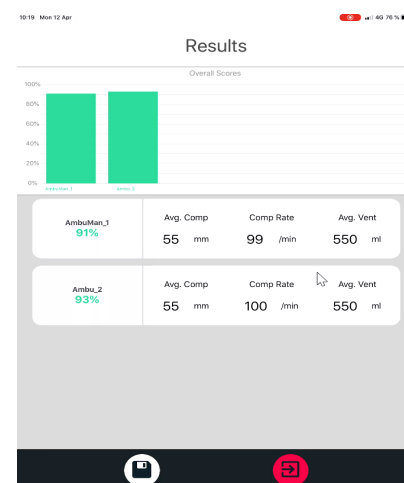 10:19 Mon 12 Apr 4G 76 %
Results
Overall Scores
100%
80%
60%
40%
20%
0%
AmbuMan_1 Ambu_2
AmbuMan_1
91%
Avg. Comp Comp Rate Avg. Vent
55 mm 99 /min 550 ml
Ambu_2
93%
Avg. Comp Comp Rate Avg. Vent
55 mm 100 /min 550 ml